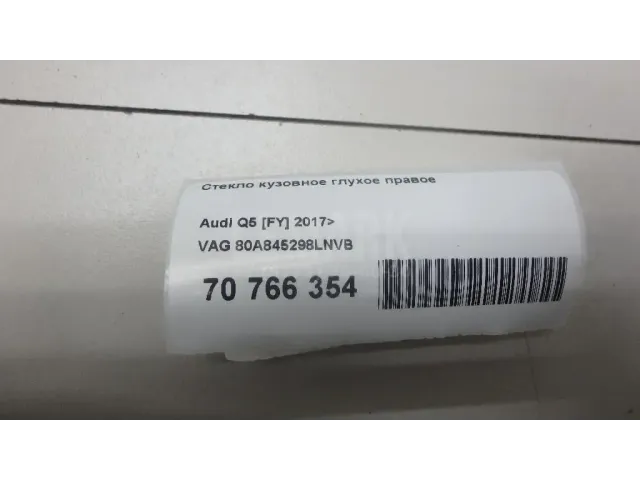 Стекло кузовное глухое правое
Audi Q5 [FY] 2017>
VAG 80A845298LNVB
70 766 354